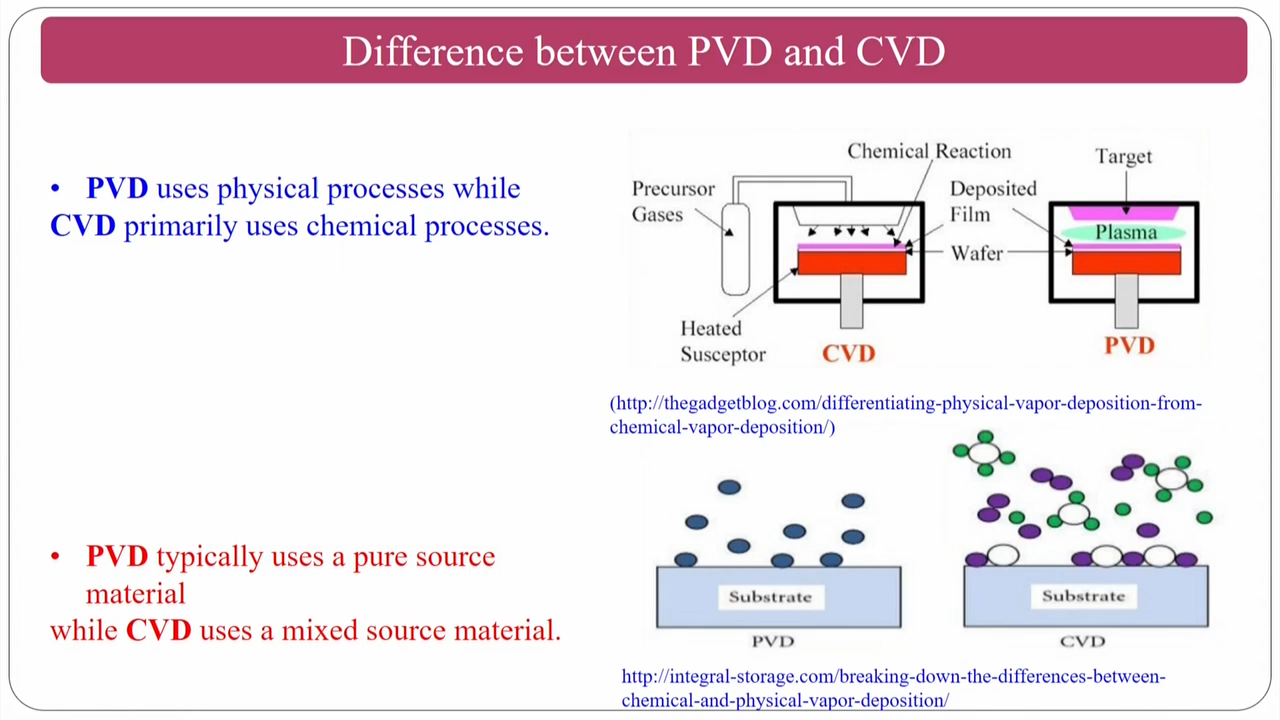 Difference between PVD and CVD
• PVD uses physical processes while
CVD primarily uses chemical processes.
Chemical Reaction
Target
Precursor
Gases
Deposited
Film
Plasma
Wafer
Heated
Susceptor
CVD
PVD
(http://thegadgetblog.com/differentiating-physical-vapor-deposition-from-
chemical-vapor-deposition/)
• PVD typically uses a pure source
material
while CVD uses a mixed source material.
Substrate
Substrate
PVD
CVD
http://integral-storage.com/breaking-down-the-differences-between-
chemical-and-physical-vapor-deposition/